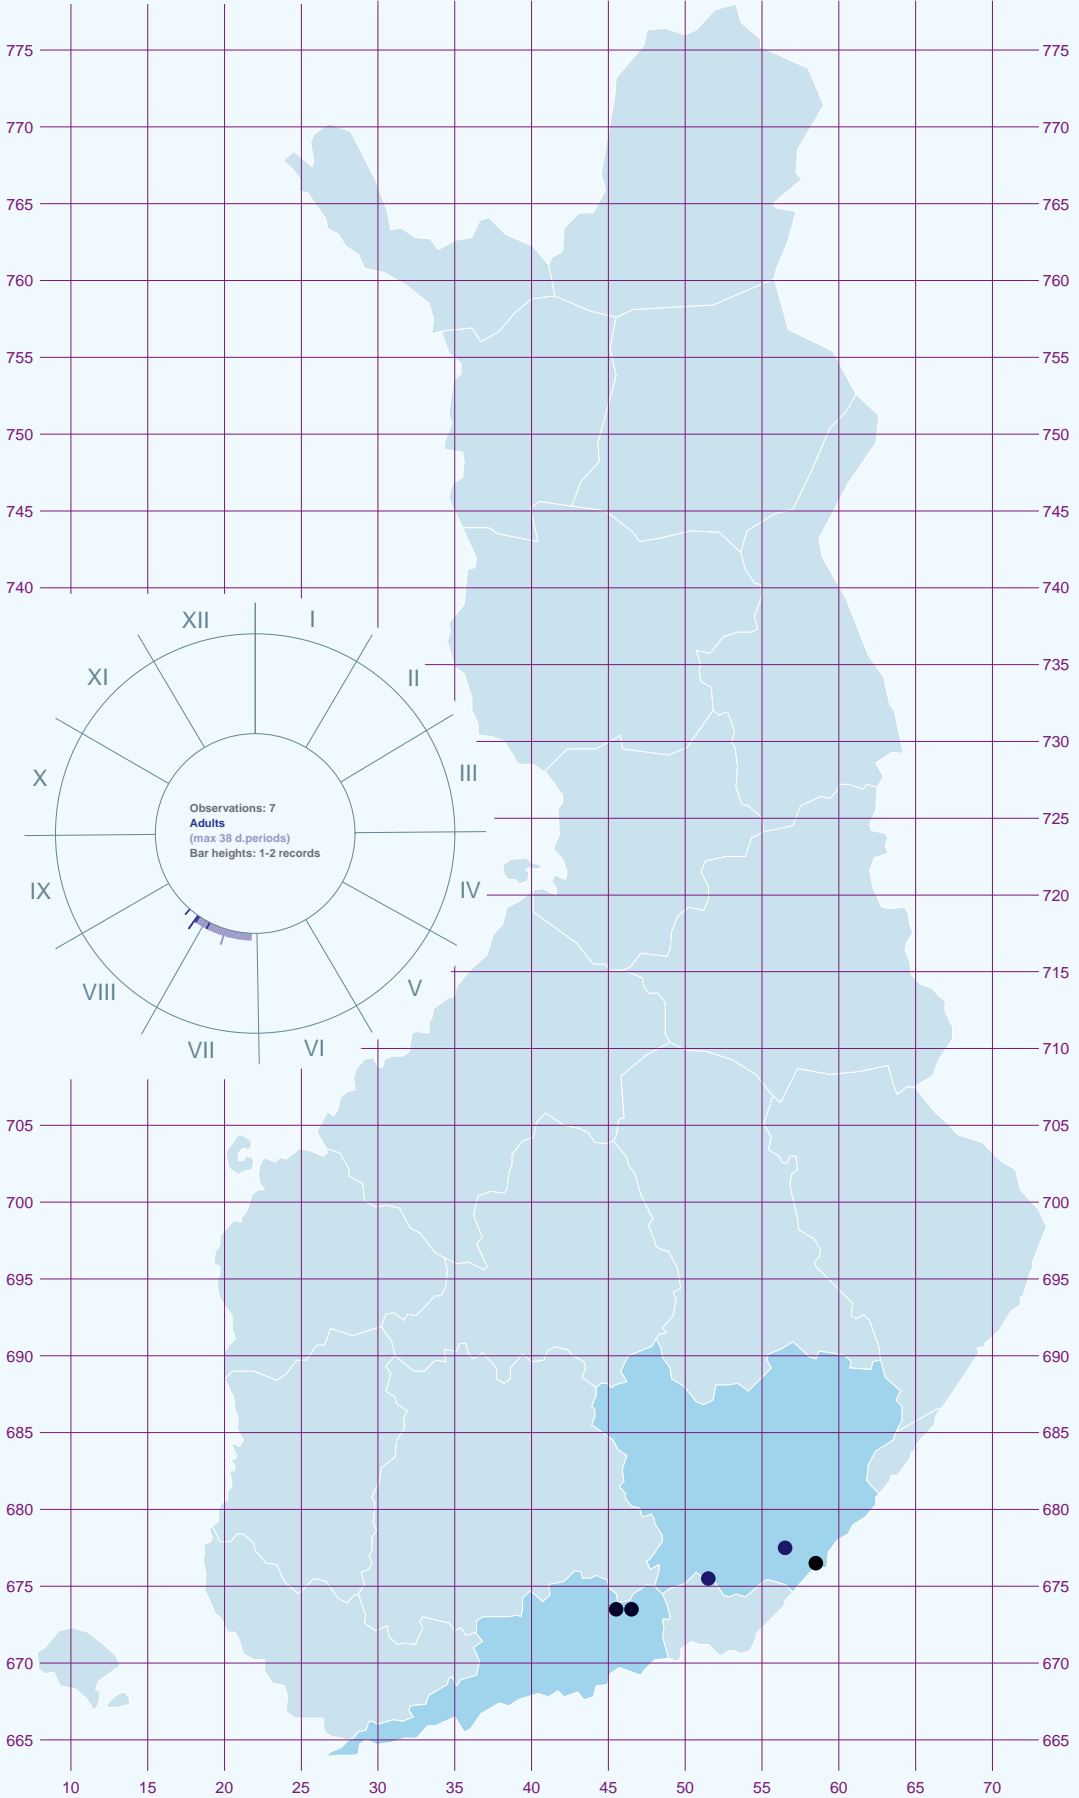 775 775
770 770
765 765
760 760
755 755
750 750
745 745
740 740
735
730
725
720
715
710
705 705
700 700
695 695
690 690
685 685
680 680
675 675
670 670
665 665
10 15 20 25 30 35 40 45 50 55 60 65 70
XII I
XI II
X III
IX IV
VIII V
VII VI
Observations: 7
Adults
(max 38 d.periods)
Bar heights: 1-2 records